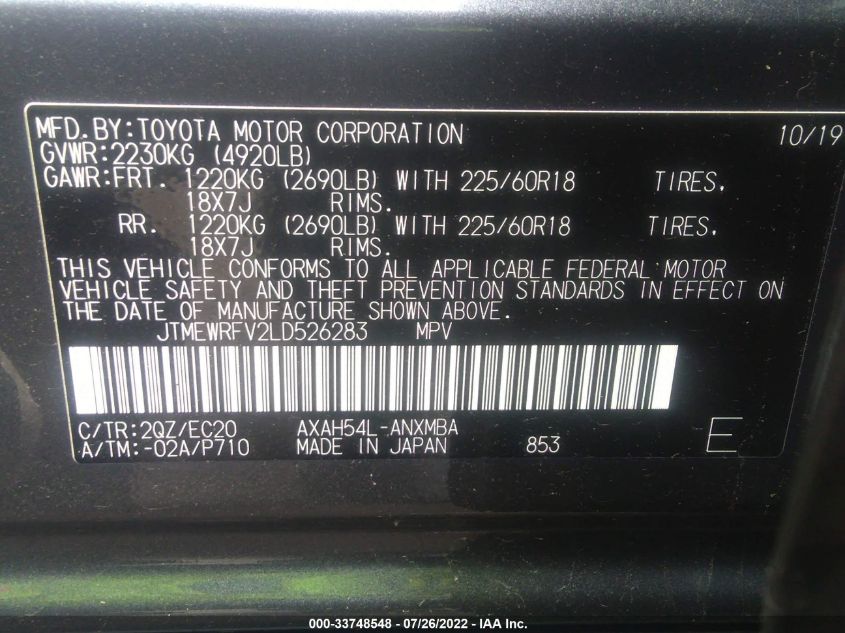 MFD.BY:TOYOTA MOTOR CORPORATION 10/19
GVWR:2230KG (4920LB)
GAWR:FRT. 1220KG (2690LB) WITH 225/60R18 TIRES,
18X7J RIMS.
RR. 1220KG (2690LB) WITH 225/60R18 TIRES,
18X7J RIMS.
THIS VEHICLE CONFORMS TO ALL APPLICABLE FEDERAL MOTOR
VEHICLE SAFETY AND THEFT PREVENTION STANDARDS IN EFFECT ON
THE DATE OF MANUFACTURE SHOWN ABOVE.
JTMEWRFV2LD526283 MPV
C/TR:2QZ/EC20 AXAH54L-ANXMBA
A/TM:-02A/P710 MADE IN JAPAN 853 E
000-33748548 - 07/26/2022 - IAA Inc.